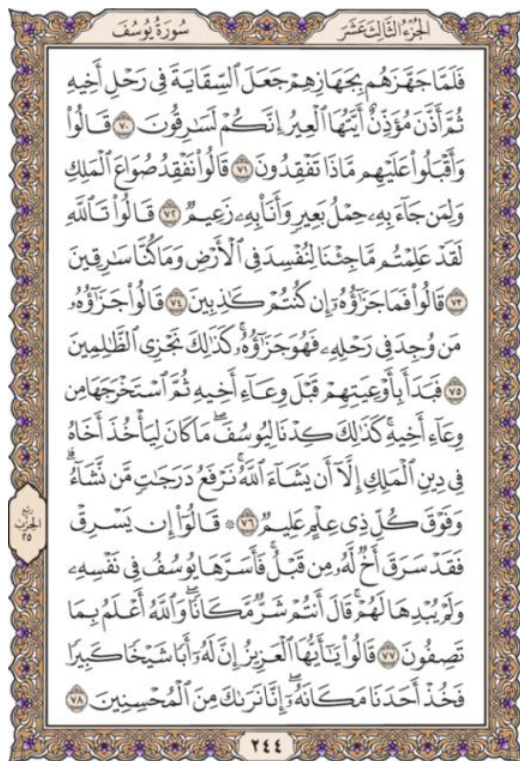 الجزء الثالث عشر
سورة يوسف
فَلَمَّا جَهَّزَهُم بِجَهَازِهِمْ جَعَلَ ٱلسِّقَايَةَ فِى رَحْلِ أَخِيهِ
ثُمَّ أَذَّنَ مُؤَذِّنٌ أَيَّتُهَا ٱلْعِيرُ إِنَّكُمْ لَسَٰرِقُونَ ٧٠ قَالُوا۟
وَأَقْبَلُوا۟ عَلَيْهِم مَّاذَا تَفْقِدُونَ ٧١ قَالُوا۟ نَفْقِدُ صُوَاعَ ٱلْمَلِكِ
وَلِمَن جَآءَ بِهِۦ حِمْلُ بَعِيرٍ وَأَنَا۠ بِهِۦ زَعِيمٌ ٧٢ قَالُوا۟ تَٱللَّهِ
لَقَدْ عَلِمْتُم مَّا جِئْنَا لِنُفْسِدَ فِى ٱلْأَرْضِ وَمَا كُنَّا سَٰرِقِينَ
٧٣ قَالُوا۟ فَمَا جَزَٰٓؤُهُۥٓ إِن كُنتُمْ كَٰذِبِينَ ٧٤ قَالُوا۟ جَزَٰٓؤُهُۥ
مَن وُجِدَ فِى رَحْلِهِۦ فَهُوَ جَزَٰٓؤُهُۥ ۚ كَذَٰلِكَ نَجْزِى ٱلظَّٰلِمِينَ
٧٥ فَبَدَأَ بِأَوْعِيَتِهِمْ قَبْلَ وِعَآءِ أَخِيهِ ثُمَّ ٱسْتَخْرَجَهَا مِن
وِعَآءِ أَخِيهِ ۚ كَذَٰلِكَ كِدْنَا لِيُوسُفَ ۖ مَا كَانَ لِيَأْخُذَ أَخَاهُ
فِى دِينِ ٱلْمَلِكِ إِلَّآ أَن يَشَآءَ ٱللَّهُ ۚ نَرْفَعُ دَرَجَٰتٍ مَّن نَّشَآءُ ۗ
وَفَوْقَ كُلِّ ذِى عِلْمٍ عَلِيمٌ ٧٦ ۞ قَالُوٓا۟ إِن يَسْرِقْ
فَقَدْ سَرَقَ أَخٌ لَّهُۥ مِن قَبْلُ ۚ فَأَسَرَّهَا يُوسُفُ فِى نَفْسِهِۦ
وَلَمْ يُبْدِهَا لَهُمْ ۚ قَالَ أَنتُمْ شَرٌّ مَّكَانًا ۖ وَٱللَّهُ أَعْلَمُ بِمَا
تَصِفُونَ ٧٧ قَالُوا۟ يَٰٓأَيُّهَا ٱلْعَزِيزُ إِنَّ لَهُۥٓ أَبًا شَيْخًا كَبِيرًا
فَخُذْ أَحَدَنَا مَكَانَهُۥٓ ۖ إِنَّا نَرَىٰكَ مِنَ ٱلْمُحْسِنِينَ ٧٨
ربع
الحزب
٢٥
٢٤٤